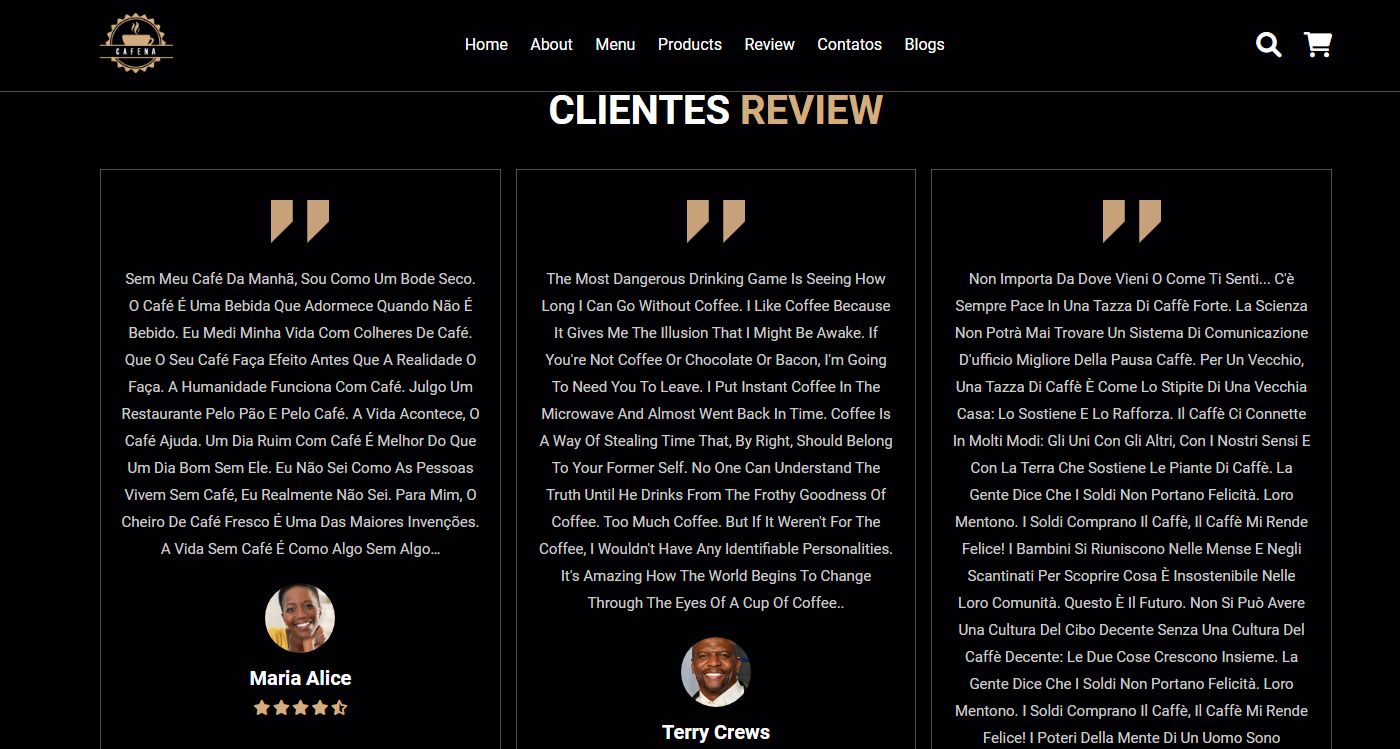 CAFENA
Home About Menu Products Review Contatos Blogs
CLIENTES REVIEW
Sem Meu Café Da Manhã, Sou Como Um Bode Seco.
O Café É Uma Bebida Que Adormece Quando Não É
Bebido. Eu Medi Minha Vida Com Colheres De Café.
Que O Seu Café Faça Efeito Antes Que A Realidade O
Faça. A Humanidade Funciona Com Café. Julgo Um
Restaurante Pelo Pão E Pelo Café. A Vida Acontece, O
Café Ajuda. Um Dia Ruim Com Café É Melhor Do Que
Um Dia Bom Sem Ele. Eu Não Sei Como As Pessoas
Vivem Sem Café, Eu Realmente Não Sei. Para Mim, O
Cheiro De Café Fresco É Uma Das Maiores Invenções.
A Vida Sem Café É Como Algo Sem Algo…
Maria Alice
The Most Dangerous Drinking Game Is Seeing How
Long I Can Go Without Coffee. I Like Coffee Because
It Gives Me The Illusion That I Might Be Awake. If
You're Not Coffee Or Chocolate Or Bacon, I'm Going
To Need You To Leave. I Put Instant Coffee In The
Microwave And Almost Went Back In Time. Coffee Is
A Way Of Stealing Time That, By Right, Should Belong
To Your Former Self. No One Can Understand The
Truth Until He Drinks From The Frothy Goodness Of
Coffee. Too Much Coffee. But If It Weren't For The
Coffee, I Wouldn't Have Any Identifiable Personalities.
It's Amazing How The World Begins To Change
Through The Eyes Of A Cup Of Coffee..
Terry Crews
Non Importa Da Dove Vieni O Come Ti Senti... C'è
Sempre Pace In Una Tazza Di Caffè Forte. La Scienza
Non Potrà Mai Trovare Un Sistema Di Comunicazione
D'ufficio Migliore Della Pausa Caffè. Per Un Vecchio,
Una Tazza Di Caffè È Come Lo Stipite Di Una Vecchia
Casa: Lo Sostiene E Lo Rafforza. Il Caffè Ci Connette
In Molti Modi: Gli Uni Con Gli Altri, Con I Nostri Sensi E
Con La Terra Che Sostiene Le Piante Di Caffè. La
Gente Dice Che I Soldi Non Portano Felicità. Loro
Mentono. I Soldi Comprano Il Caffè, Il Caffè Mi Rende
Felice! I Bambini Si Riuniscono Nelle Mense E Negli
Scantinati Per Scoprire Cosa È Insostenibile Nelle
Loro Comunità. Questo È Il Futuro. Non Si Può Avere
Una Cultura Del Cibo Decente Senza Una Cultura Del
Caffè Decente: Le Due Cose Crescono Insieme. La
Gente Dice Che I Soldi Non Portano Felicità. Loro
Mentono. I Soldi Comprano Il Caffè, Il Caffè Mi Rende
Felice! I Poteri Della Mente Di Un Uomo Sono